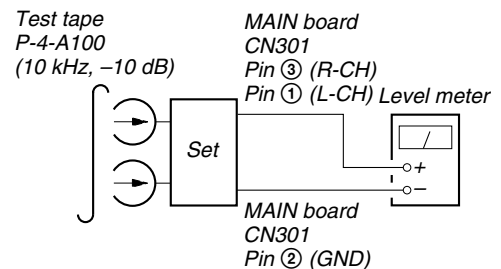 Test tape
P-4-A100
(10 kHz, –10 dB)
MAIN board
CN301
Pin ③ (R-CH)
Pin ① (L-CH)
Level meter
Set
+
–
MAIN board
CN301
Pin ② (GND)